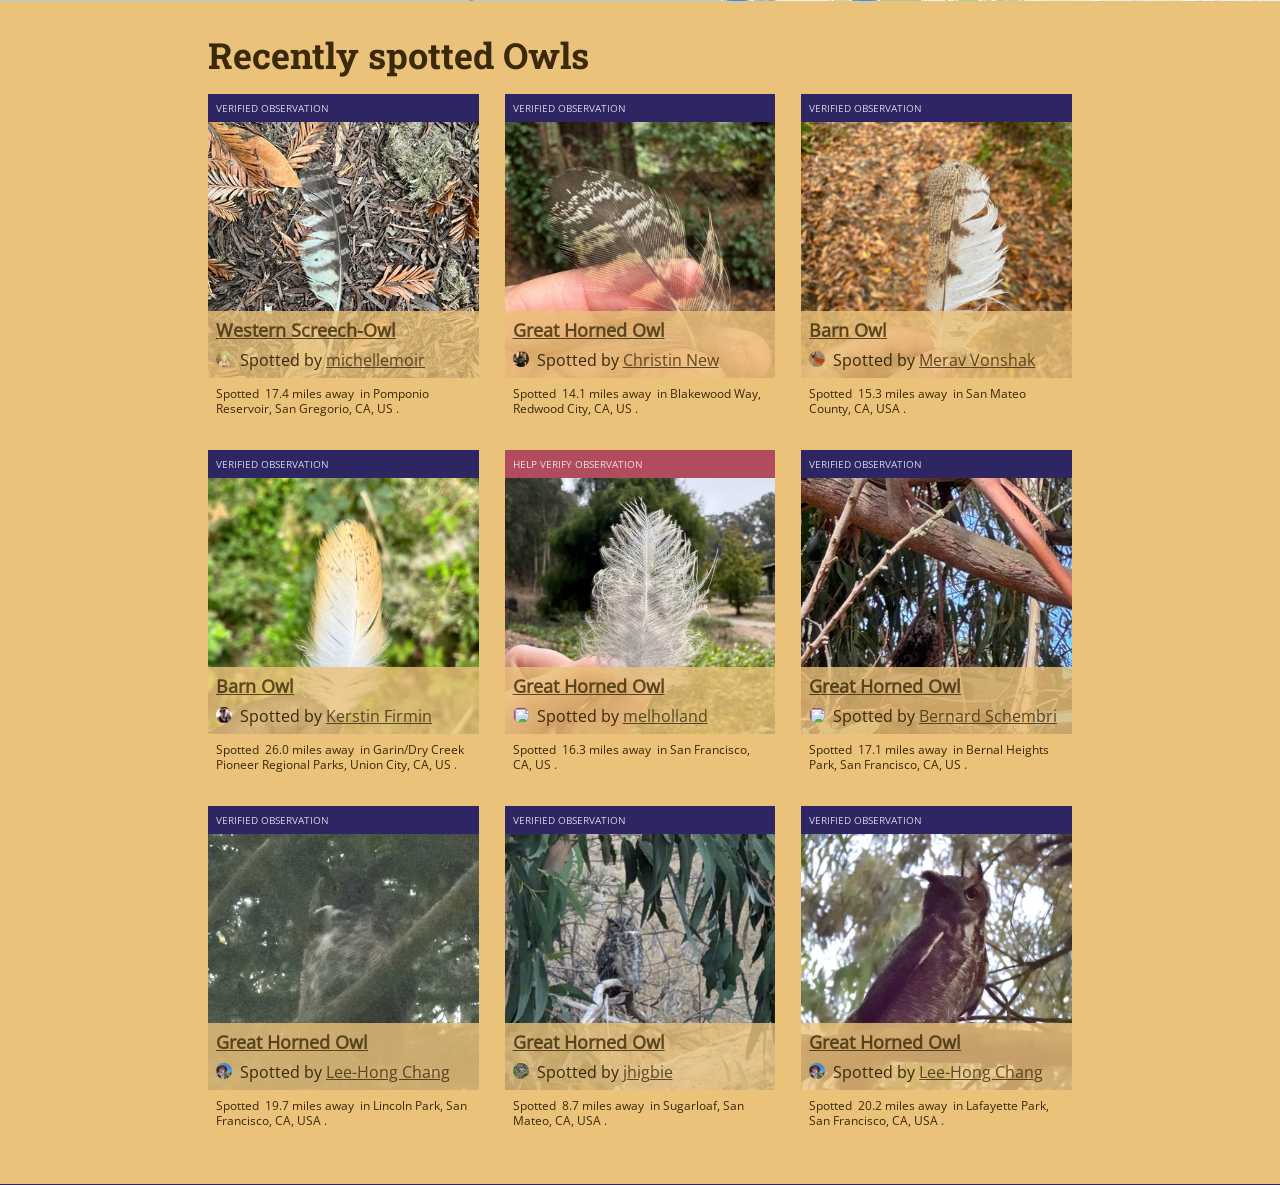 Recently spotted Owls
VERIFIED OBSERVATION
Western Screech-Owl
Spotted by michellemoir
Spotted 17.4 miles away in Pomponio
Reservoir, San Gregorio, CA, US .
VERIFIED OBSERVATION
Great Horned Owl
Spotted by Christin New
Spotted 14.1 miles away in Blakewood Way,
Redwood City, CA, US .
VERIFIED OBSERVATION
Barn Owl
Spotted by Merav Vonshak
Spotted 15.3 miles away in San Mateo
County, CA, USA .
VERIFIED OBSERVATION
Barn Owl
Spotted by Kerstin Firmin
Spotted 26.0 miles away in Garin/Dry Creek
Pioneer Regional Parks, Union City, CA, US .
HELP VERIFY OBSERVATION
Great Horned Owl
Spotted by melholland
Spotted 16.3 miles away in San Francisco,
CA, US .
VERIFIED OBSERVATION
Great Horned Owl
Spotted by Bernard Schembri
Spotted 17.1 miles away in Bernal Heights
Park, San Francisco, CA, US .
VERIFIED OBSERVATION
Great Horned Owl
Spotted by Lee-Hong Chang
Spotted 19.7 miles away in Lincoln Park, San
Francisco, CA, USA .
VERIFIED OBSERVATION
Great Horned Owl
Spotted by jhigbie
Spotted 8.7 miles away in Sugarloaf, San
Mateo, CA, USA .
VERIFIED OBSERVATION
Great Horned Owl
Spotted by Lee-Hong Chang
Spotted 20.2 miles away in Lafayette Park,
San Francisco, CA, USA .